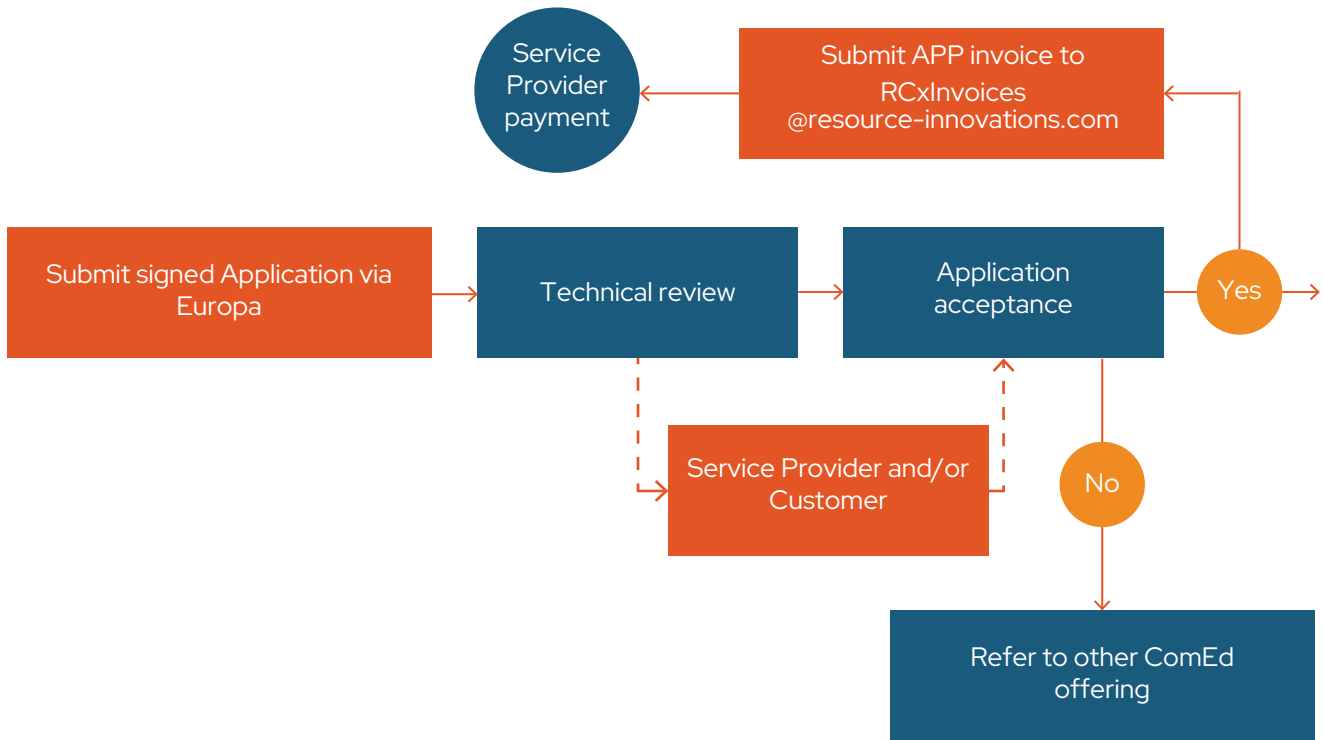 Service
Provider
payment
Submit APP invoice to
RCxInvoices
@resource-innovations.com
Submit signed Application via
Europa
Technical review
Application
acceptance
Yes
Service Provider and/or
Customer
No
Refer to other ComEd
offering